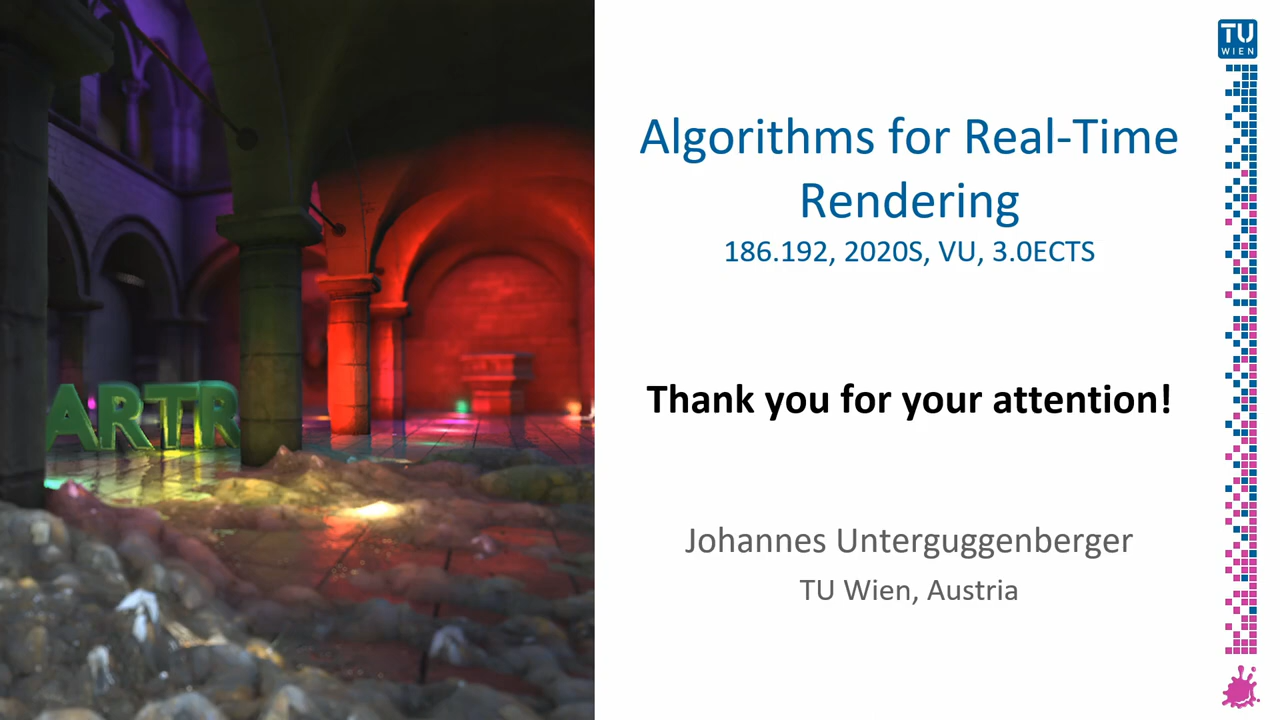 ARTR
TU
WIEN
Algorithms for Real-Time
Rendering
186.192, 2020S, VU, 3.0ECTS
Thank you for your attention!
Johannes Unterguggenberger
TU Wien, Austria